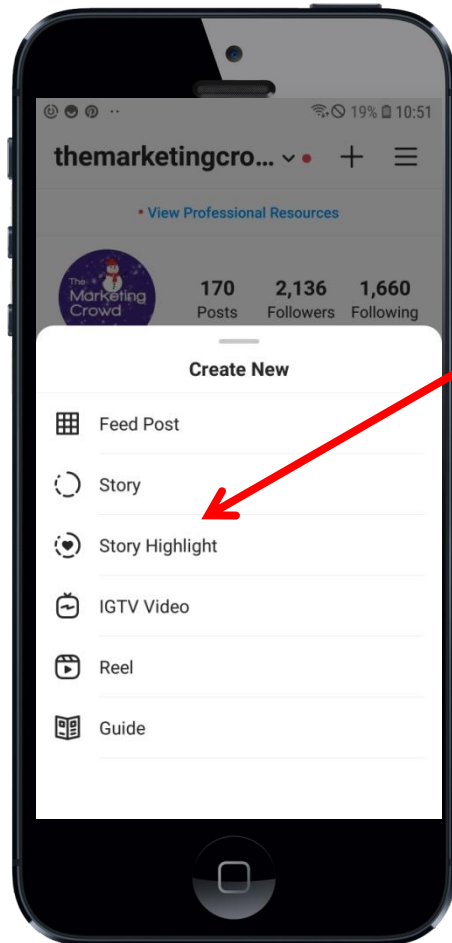 19% 10:51
themarketingcro...
• View Professional Resources
The Marketing Crowd
170 2,136 1,660
Posts Followers Following
Create New
Feed Post
Story
Story Highlight
IGTV Video
Reel
Guide